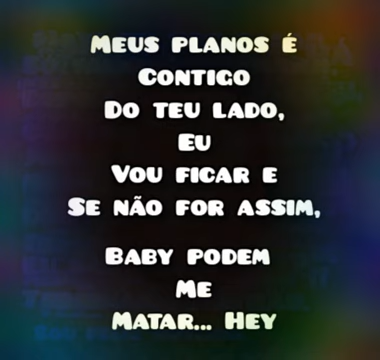 Meus planos é
Contigo
Do teu lado,
Eu
Vou ficar e
Se não for assim,
Baby podem
Me
Matar... Hey